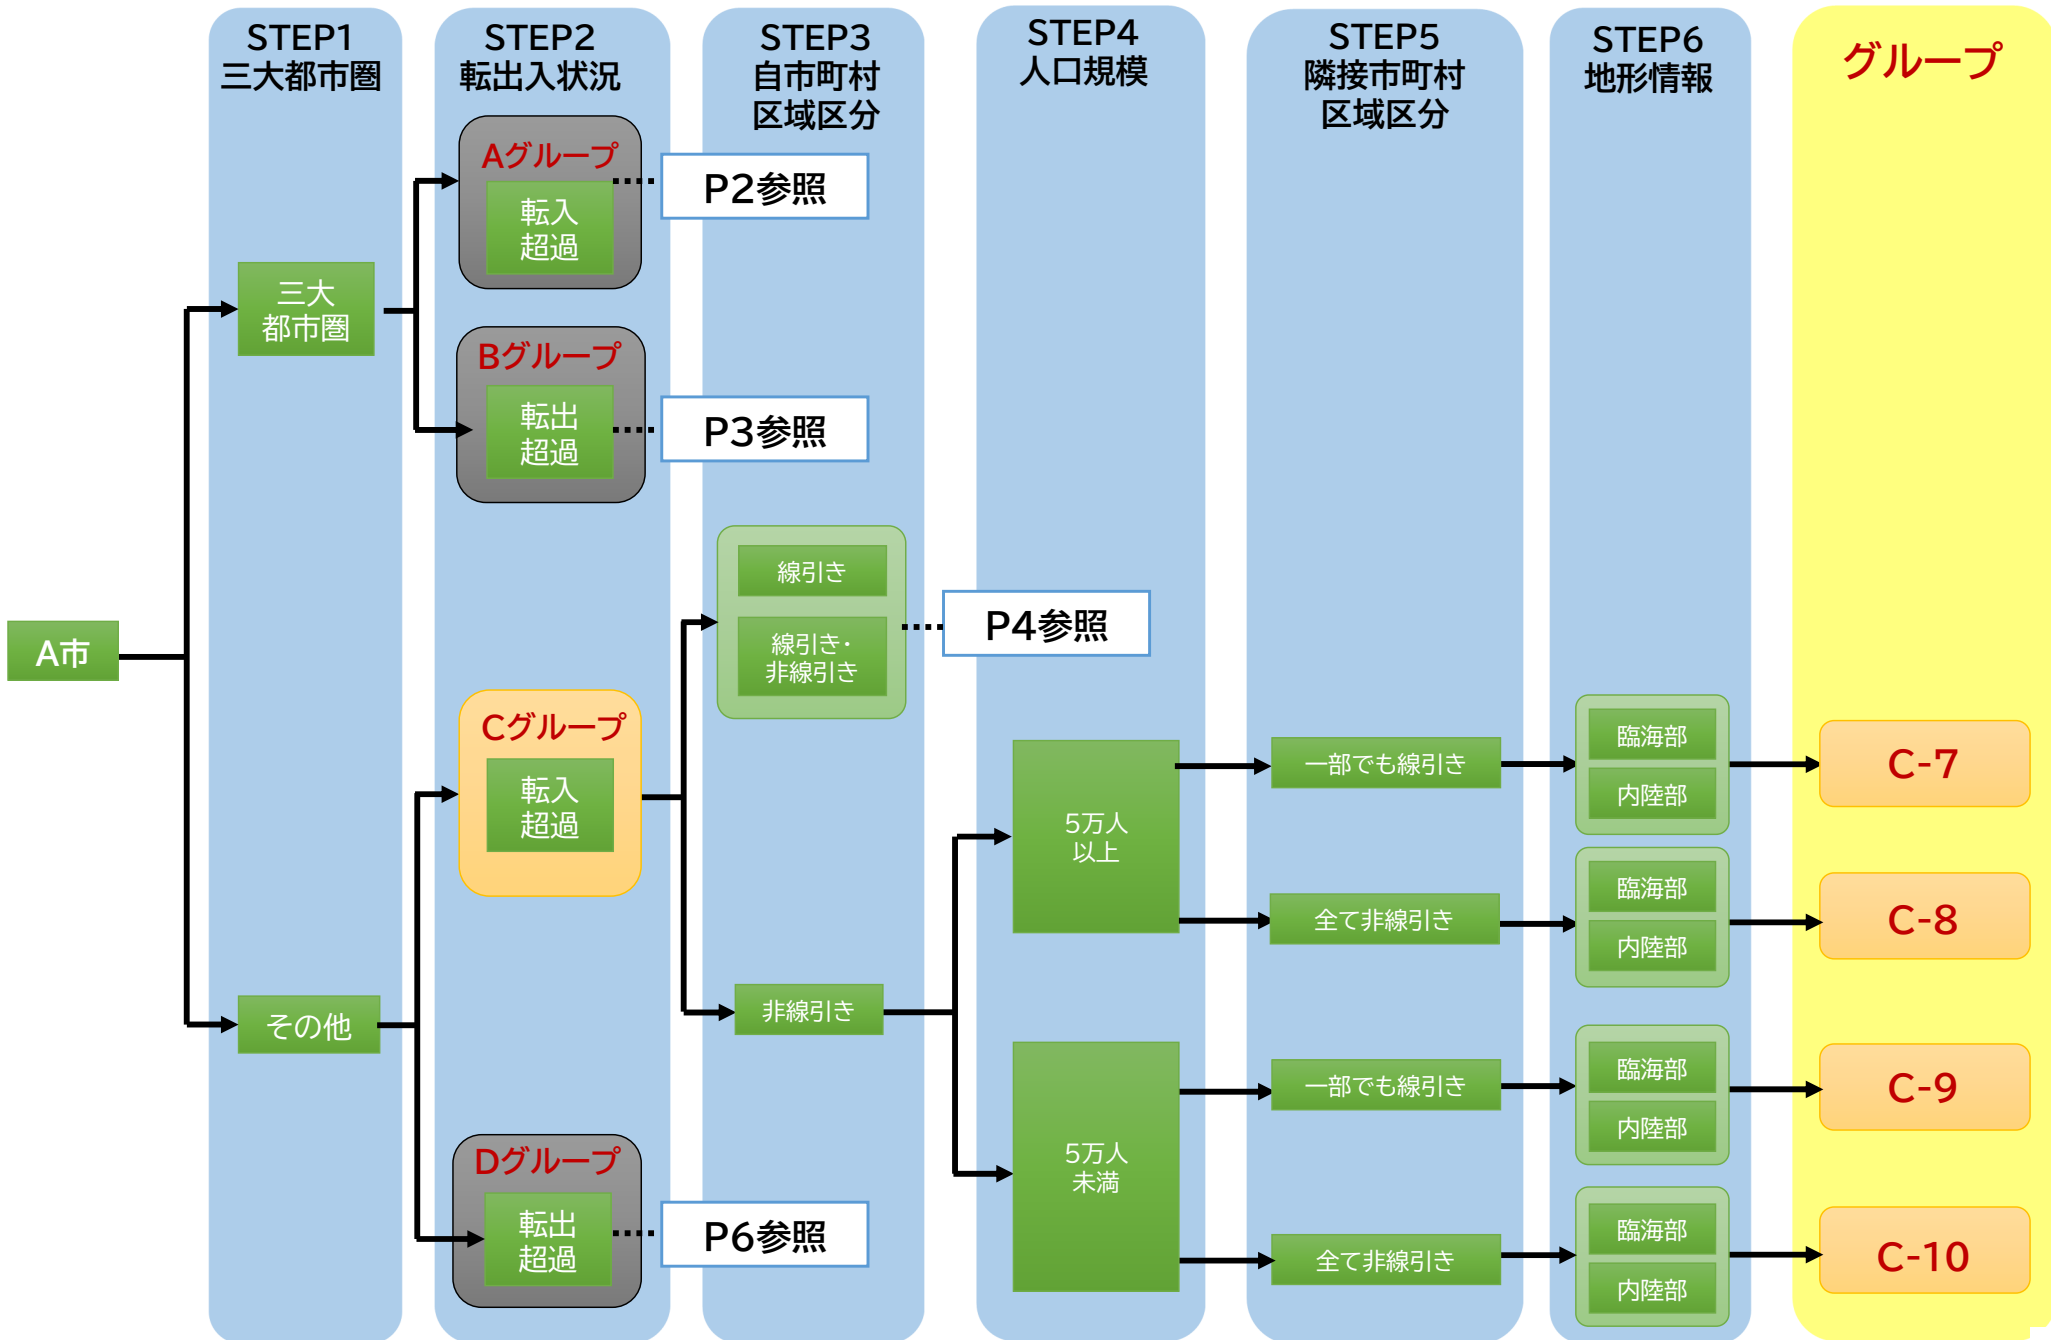 STEP1
三大都市圏
STEP2
転出入状況
STEP3
自市町村
区域区分
STEP4
人口規模
STEP5
隣接市町村
区域区分
STEP6
地形情報
グループ
A市
三大
都市圏
その他
Aグループ
転入
超過
P2参照
Bグループ
転出
超過
P3参照
Cグループ
転入
超過
Dグループ
転出
超過
P6参照
線引き
線引き・
非線引き
P4参照
非線引き
5万人
以上
5万人
未満
一部でも線引き
臨海部
内陸部
C-7
全て非線引き
臨海部
内陸部
C-8
一部でも線引き
臨海部
内陸部
C-9
全て非線引き
臨海部
内陸部
C-10